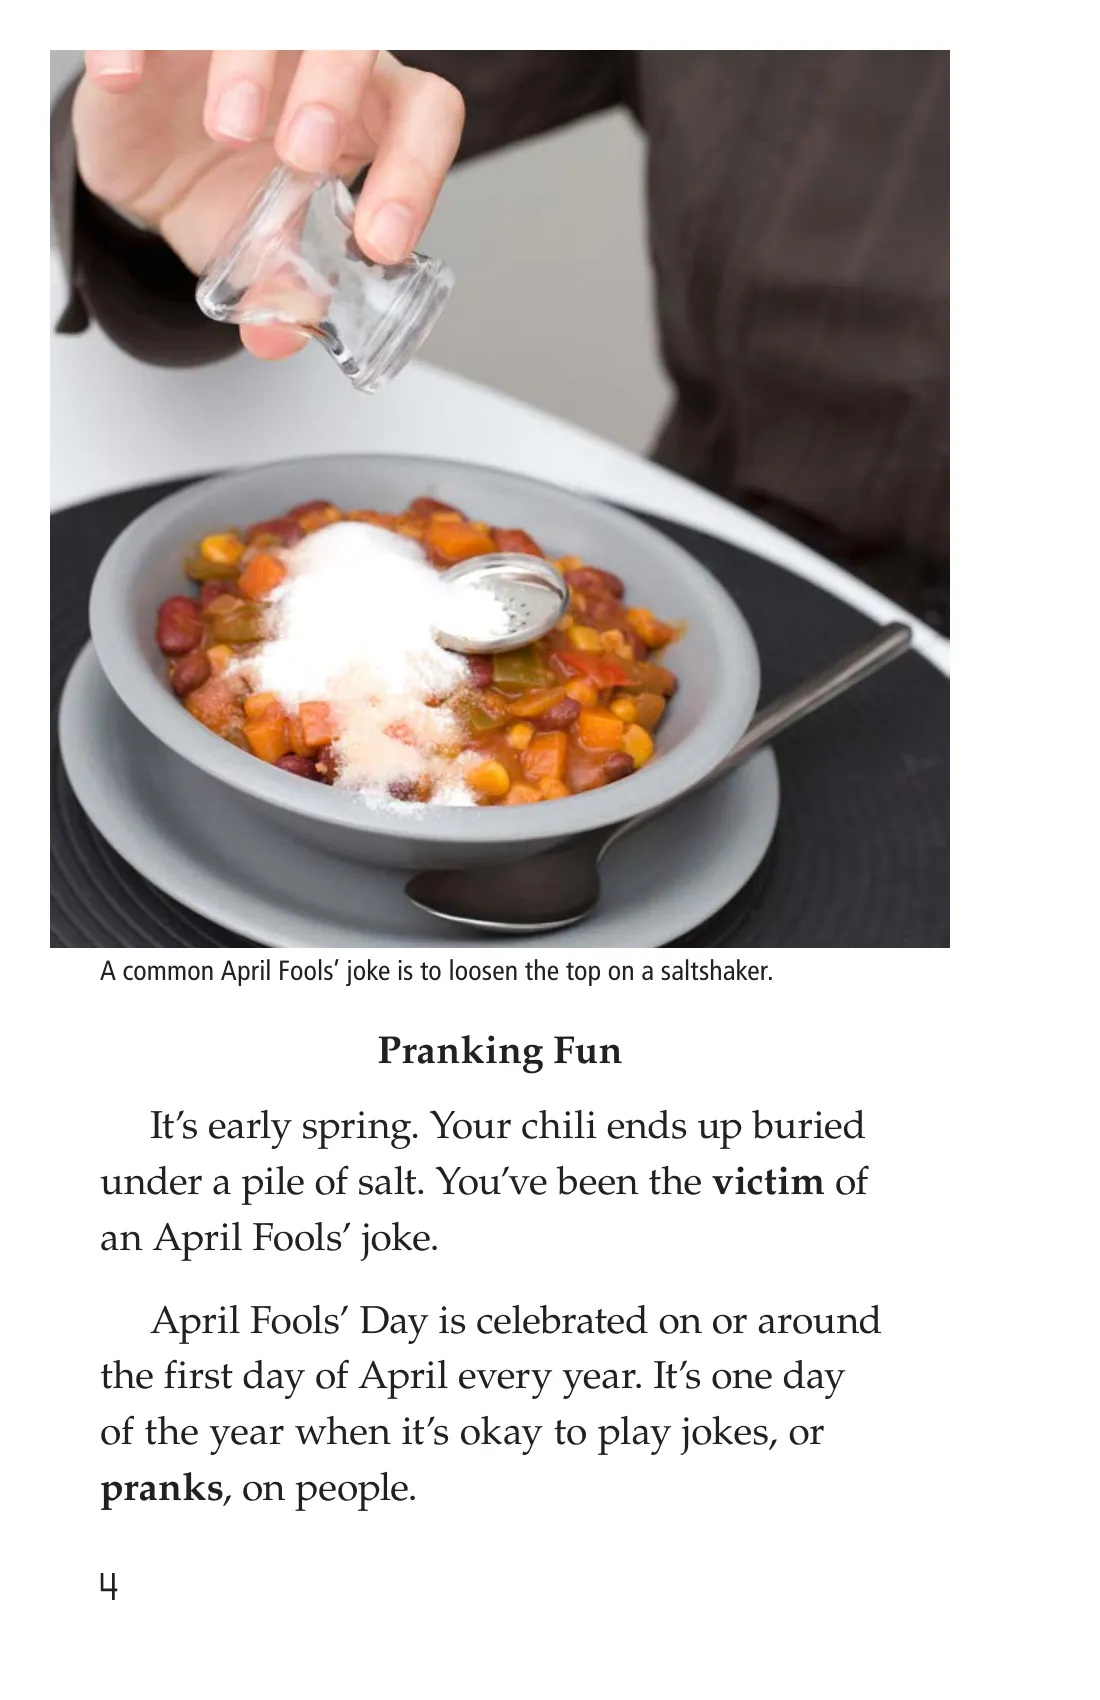 A common April Fools’ joke is to loosen the top on a saltshaker.
Pranking Fun
It’s early spring. Your chili ends up buried
under a pile of salt. You’ve been the victim of
an April Fools’ joke.
April Fools’ Day is celebrated on or around
the first day of April every year. It’s one day
of the year when it’s okay to play jokes, or
pranks, on people.
4